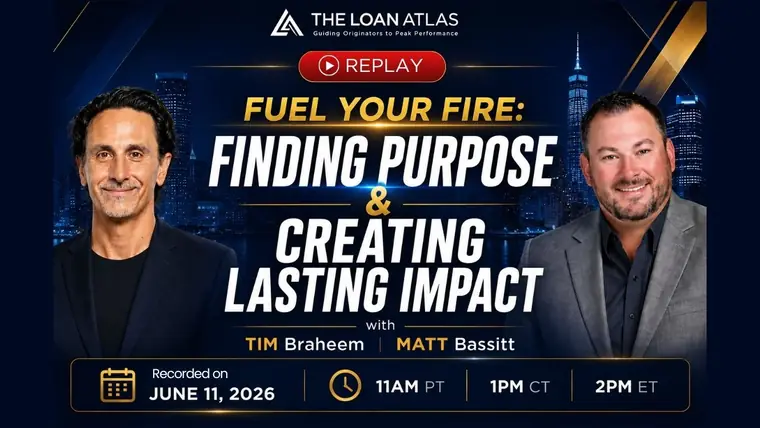 THE LOAN ATLAS
Guiding Originators to Peak Performance
REPLAY
FUEL YOUR FIRE:
FINDING PURPOSE
&
CREATING
LASTING IMPACT
with
TIM Braheem | MATT Bassitt
Recorded on
JUNE 11, 2026
11AM PT
1PM CT
2PM ET